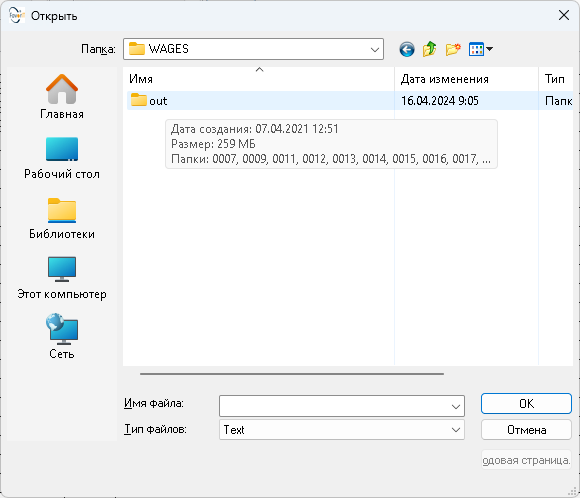 Открыть
Папка: WAGES
Имя Дата изменения Тип
out 16.04.2024 9:05 Папк
Дата создания: 07.04.2021 12:51
Размер: 259 МБ
Папки: 0007, 0009, 0011, 0012, 0013, 0014, 0015, 0016, 0017, ...
Главная
Рабочий стол
Библиотеки
Этот компьютер
Сеть
Имя файла: OK
Тип файлов: Text Отмена
одовая страница.